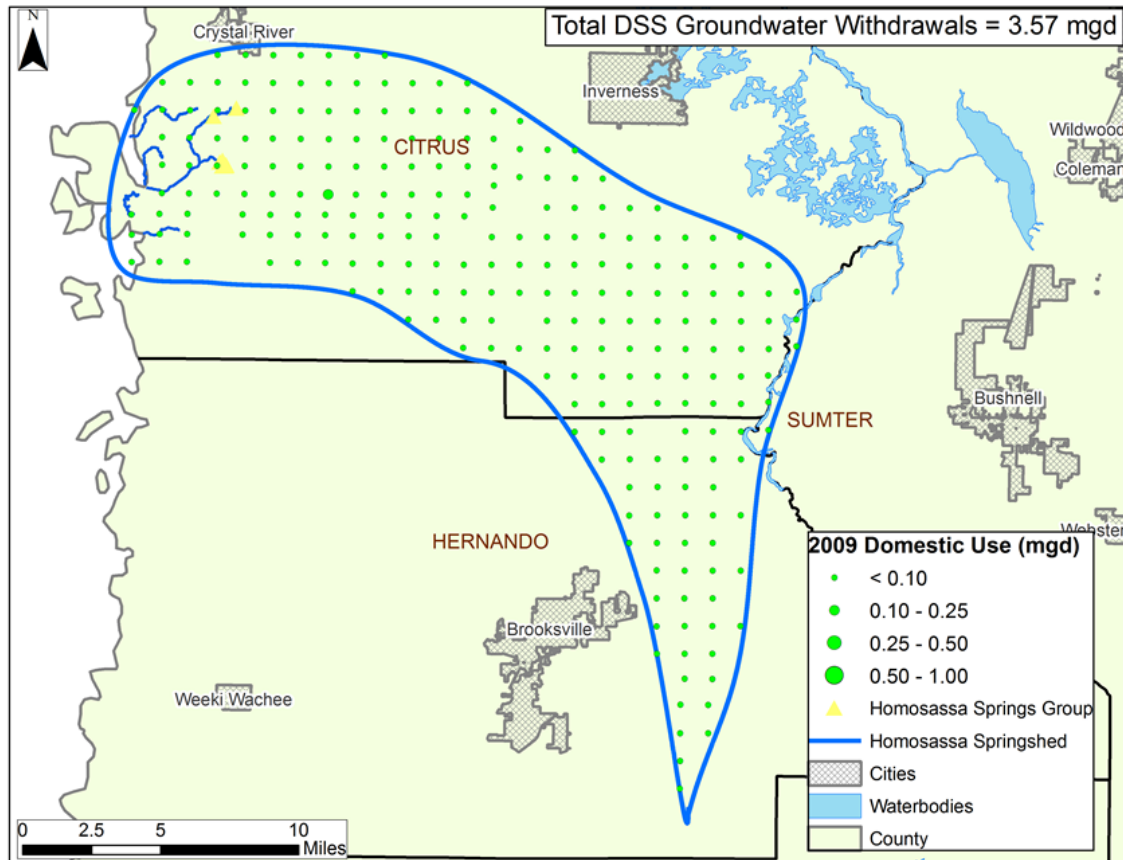 N
Total DSS Groundwater Withdrawals = 3.57 mgd
Crystal River
Inverness
Wildwood
Coleman
CITRUS
SUMTER
Bushnell
Webster
HERNANDO
Brooksville
Weeki Wachee
2009 Domestic Use (mgd)
< 0.10
0.10 - 0.25
0.25 - 0.50
0.50 - 1.00
Homosassa Springs Group
Homosassa Springshed
Cities
Waterbodies
County
0 2.5 5 10
Miles